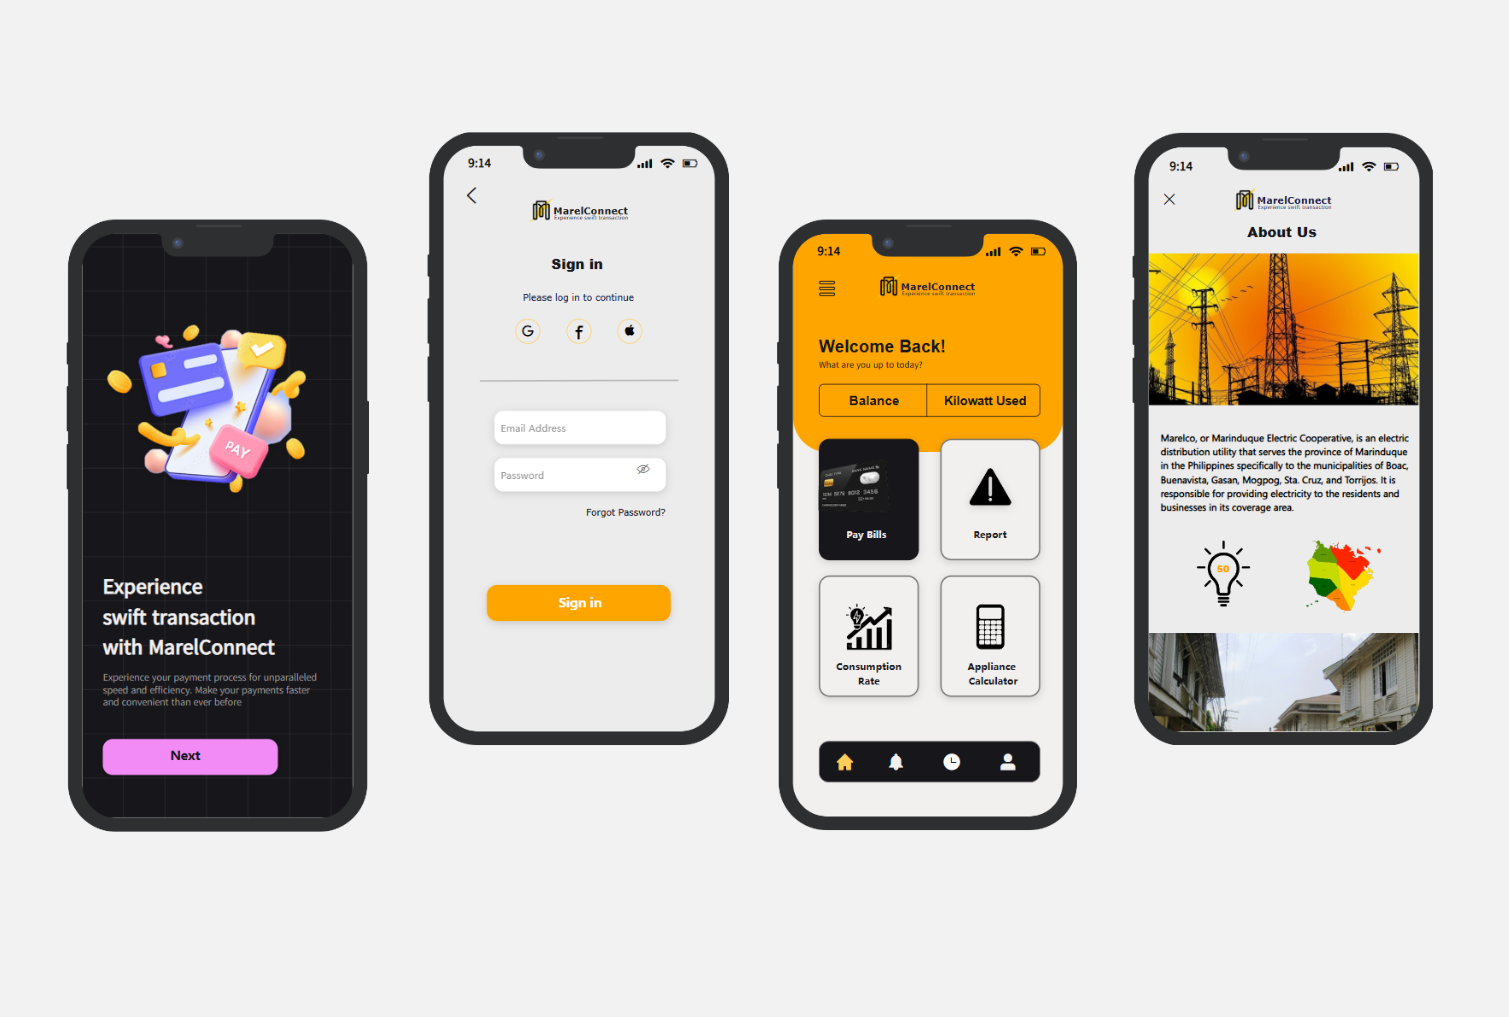 PAY
Experience
swift transaction
with MarelConnect
Experience your payment process for unparalleled
speed and efficiency. Make your payments faster
and convenient than ever before
Next
9:14
MarelConnect
Experience swift transaction
Sign in
Please log in to continue
G
f
Email Address
Password
Forgot Password?
Sign in
9:14
MarelConnect
Experience swift transaction
Welcome Back!
What are you up to today?
Balance
Kilowatt Used
Pay Bills
Report
Consumption
Rate
Appliance
Calculator
9:14
MarelConnect
Experience swift transaction
About Us
Marelco, or Marinduque Electric Cooperative, is an electric
distribution utility that serves the province of Marinduque
in the Philippines specifically to the municipalities of Boac,
Buenavista, Gasan, Mogpog, Sta. Cruz, and Torrijos. It is
responsible for providing electricity to the residents and
businesses in its coverage area.
50